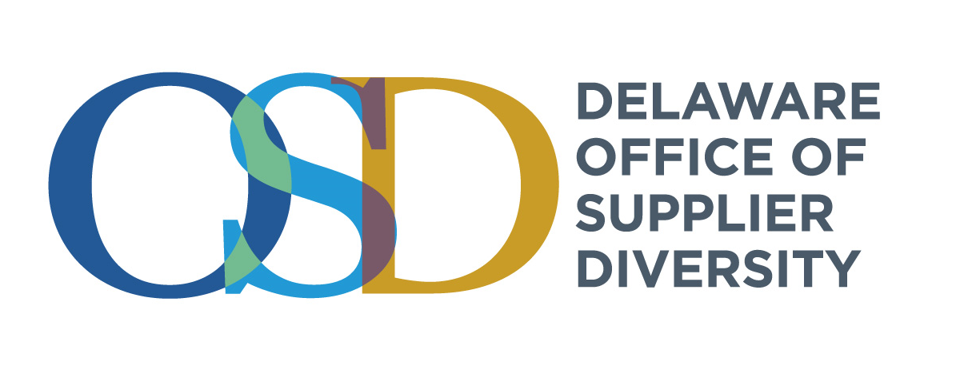 OSD
DELAWARE
OFFICE OF
SUPPLIER
DIVERSITY